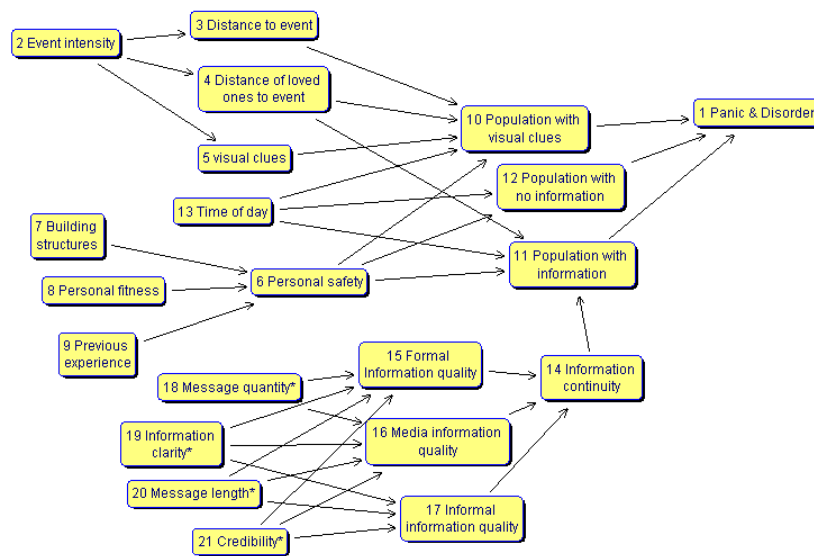 3 Distance to event
2 Event intensity
4 Distance of loved
ones to event
1 Panic & Disorder
10 Population with
visual clues
5 visual clues
12 Population with
no information
13 Time of day
7 Building
structures
11 Population with
information
6 Personal safety
8 Personal fitness
9 Previous
experience
15 Formal
Information quality
14 Information
continuity
18 Message quantity*
16 Media information
quality
19 Information
clarity*
20 Message length*
17 Informal
information quality
21 Credibility*